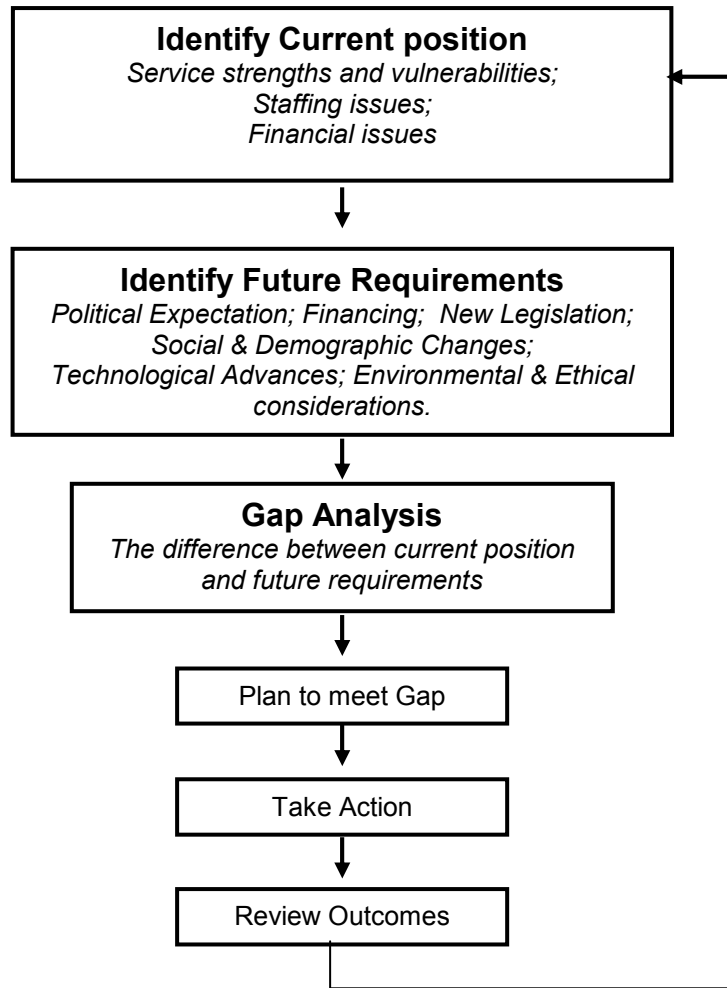 Identify Current position
Service strengths and vulnerabilities;
Staffing issues;
Financial issues
Identify Future Requirements
Political Expectation; Financing;  New Legislation;
Social & Demographic Changes;
Technological Advances; Environmental & Ethical
considerations.
Gap Analysis
The difference between current position
and future requirements
Plan to meet Gap
Take Action
Review Outcomes